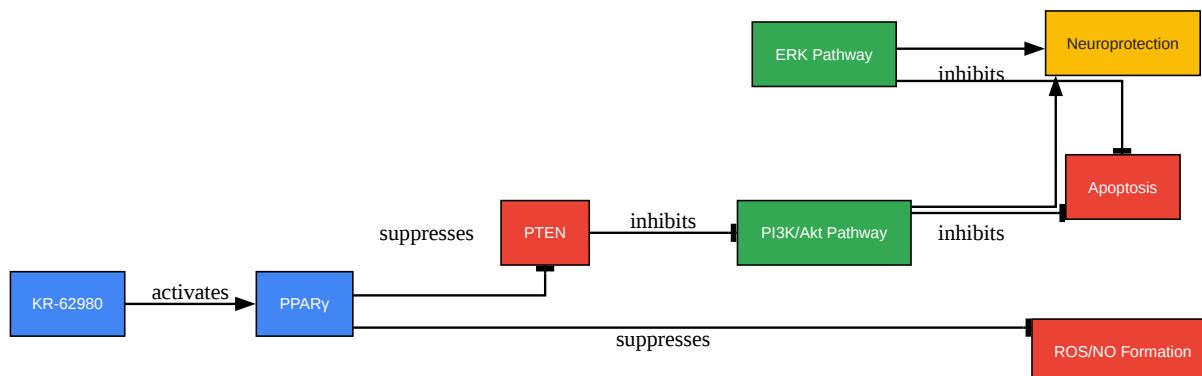 Neuroprotection
ERK Pathway
inhibits
Apoptosis
suppresses
PTEN
inhibits
PI3K/Akt Pathway
inhibits
KR-62980
activates
PPARγ
suppresses
ROS/NO Formation